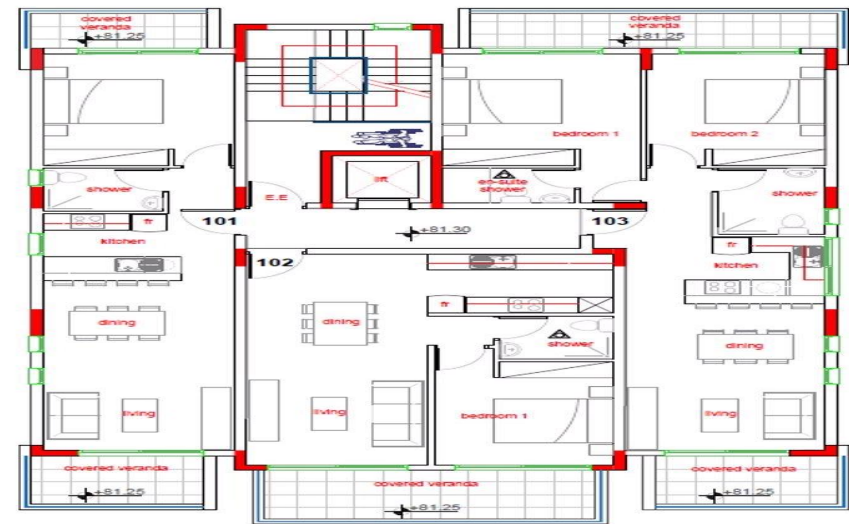 covered
veranda
+81.25
covered
veranda
+81.25
bedroom 1
bedroom 2
lift
en-suite
shower
shower
shower
E.E
101
103
fr
kitchen
+81.30
102
fr
kitchen
fr
dining
dining
shower
dining
living
living
bedroom 1
living
covered veranda
covered veranda
covered veranda
+81.25
+81.25
+81.25